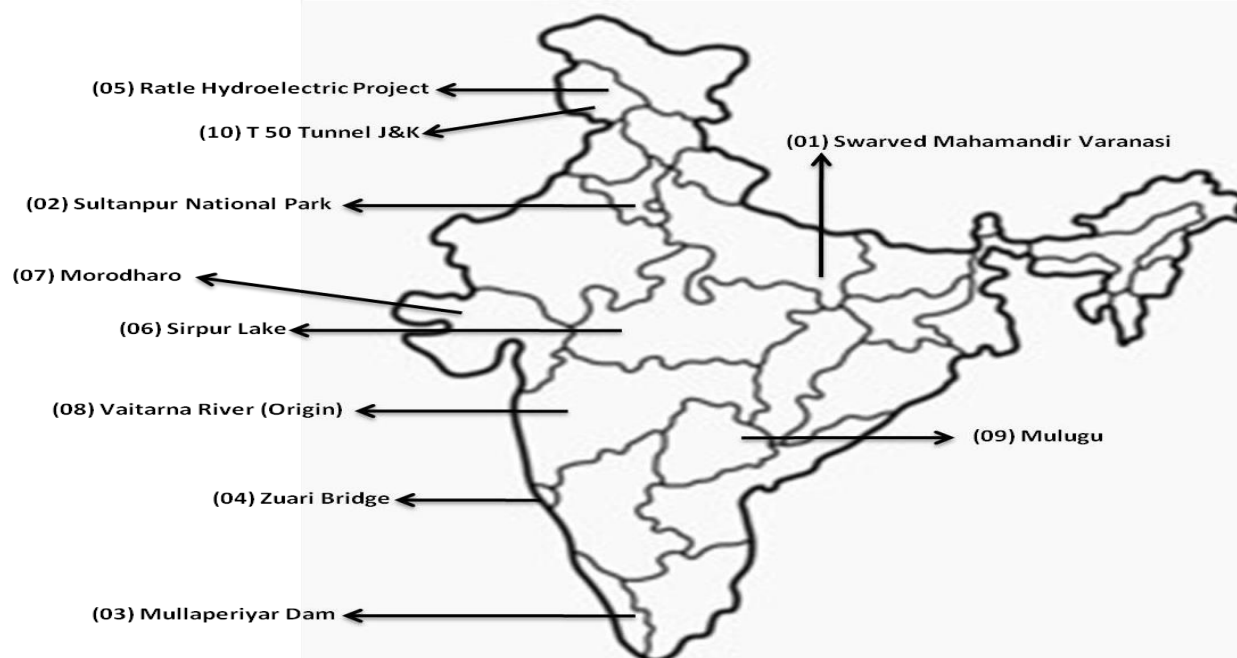 (05) Ratle Hydroelectric Project
(10) T 50 Tunnel J&K
(01) Swarved Mahamandir Varanasi
(02) Sultanpur National Park
(07) Morodharo
(06) Sirpur Lake
(08) Vaitarna River (Origin)
(09) Mulugu
(04) Zuari Bridge
(03) Mullaperiyar Dam